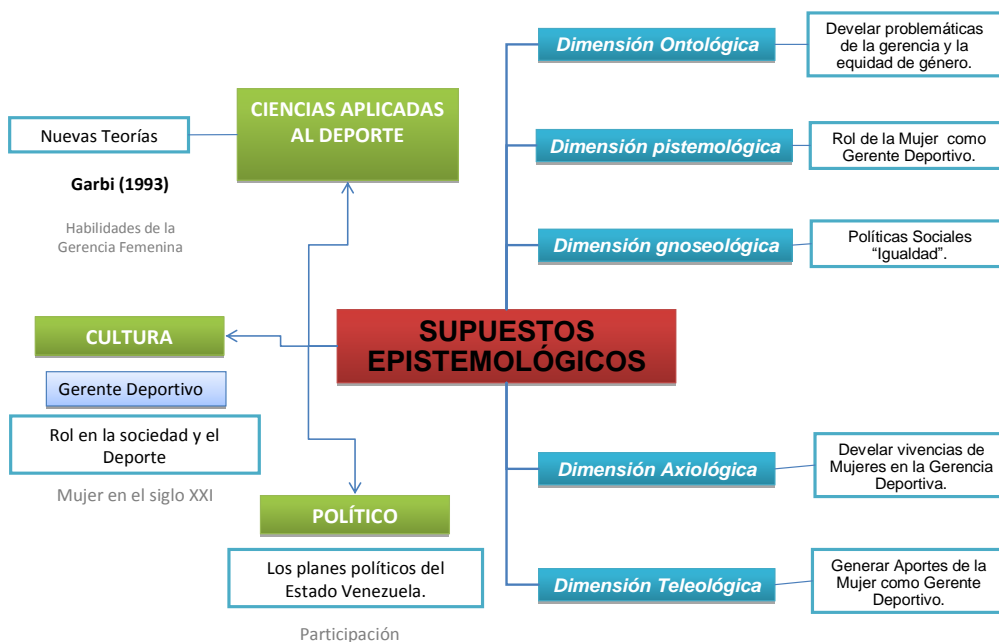 CIENCIAS APLICADAS
AL DEPORTE
Nuevas Teorías
Garbi (1993)
Habilidades de la
Gerencia Femenina
CULTURA
Gerente Deportivo
Rol en la sociedad y el
Deporte
Mujer en el siglo XXI
POLÍTICO
Los planes políticos del
Estado Venezuela.
Participación
SUPUESTOS
EPISTEMOLÓGICOS
Dimensión Ontológica
Develar problemáticas
de la gerencia y la
equidad de género.
Dimensión pistemológica
Rol de la Mujer como
Gerente Deportivo.
Dimensión gnoseológica
Políticas Sociales
“Igualdad”.
Dimensión Axiológica
Develar vivencias de
Mujeres en la Gerencia
Deportiva.
Dimensión Teleológica
Generar Aportes de la
Mujer como Gerente
Deportivo.